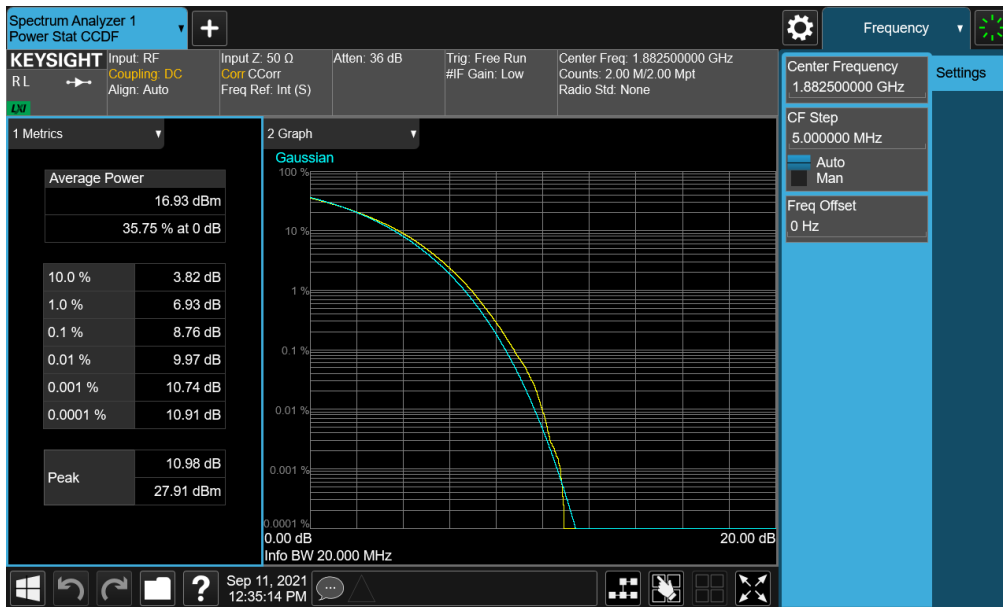 Spectrum Analyzer 1
Power Stat CCDF
Frequency
KEYSIGHT
R L
LXI
Input: RF
Coupling: DC
Align: Auto
Input Z: 50 Ω
Corr CCorr
Freq Ref: Int (S)
Atten: 36 dB
Trig: Free Run
#IF Gain: Low
Center Freq: 1.882500000 GHz
Counts: 2.00 M/2.00 Mpt
Radio Std: None
Center Frequency
1.882500000 GHz
Settings
CF Step
5.000000 MHz
Auto
Man
Freq Offset
0 Hz
1 Metrics
Average Power
16.93 dBm
35.75 % at 0 dB
10.0 % 3.82 dB
1.0 % 6.93 dB
0.1 % 8.76 dB
0.01 % 9.97 dB
0.001 % 10.74 dB
0.0001 % 10.91 dB
Peak
10.98 dB
27.91 dBm
2 Graph
Gaussian
100 %
10 %
1 %
0.1 %
0.01 %
0.001 %
0.0001 %
0.00 dB 20.00 dB
Info BW 20.000 MHz
?
Sep 11, 2021
12:35:14 PM